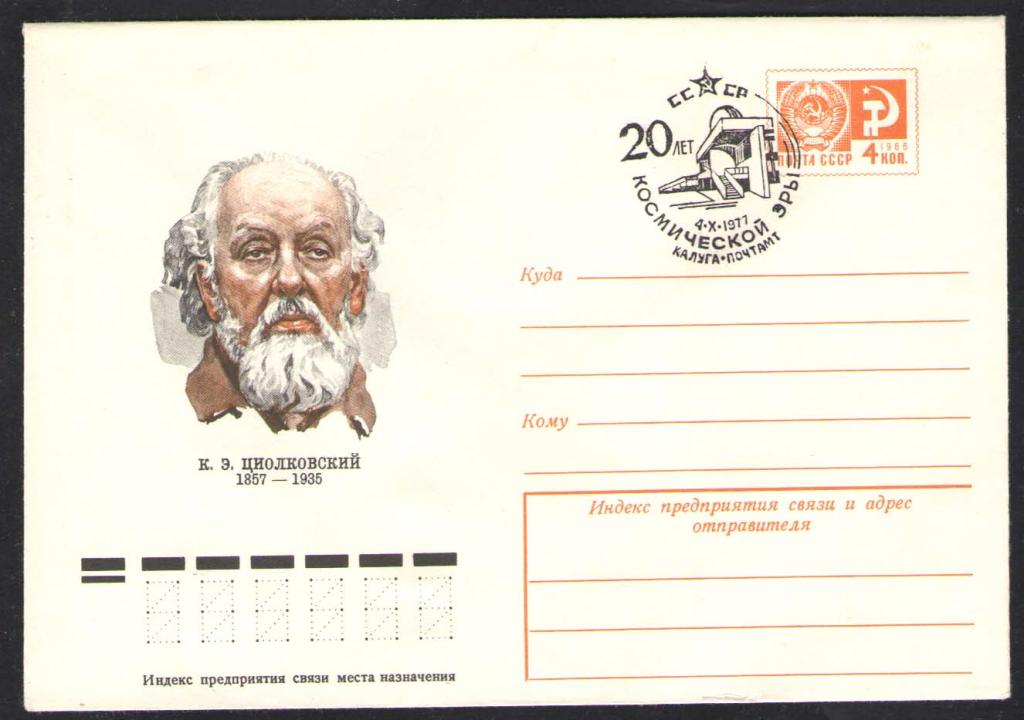 СССР
20 ЛЕТ
КОСМИЧЕСКОЙ ЭРЫ
4·X·1977
КАЛУГА·ПОЧТАМТ
1966
ПОЧТА СССР 4 КОП.
Куда
Кому
К. Э. ЦИОЛКОВСКИЙ
1857 — 1935
Индекс предприятия связи и адрес
отправителя
Индекс предприятия связи места назначения